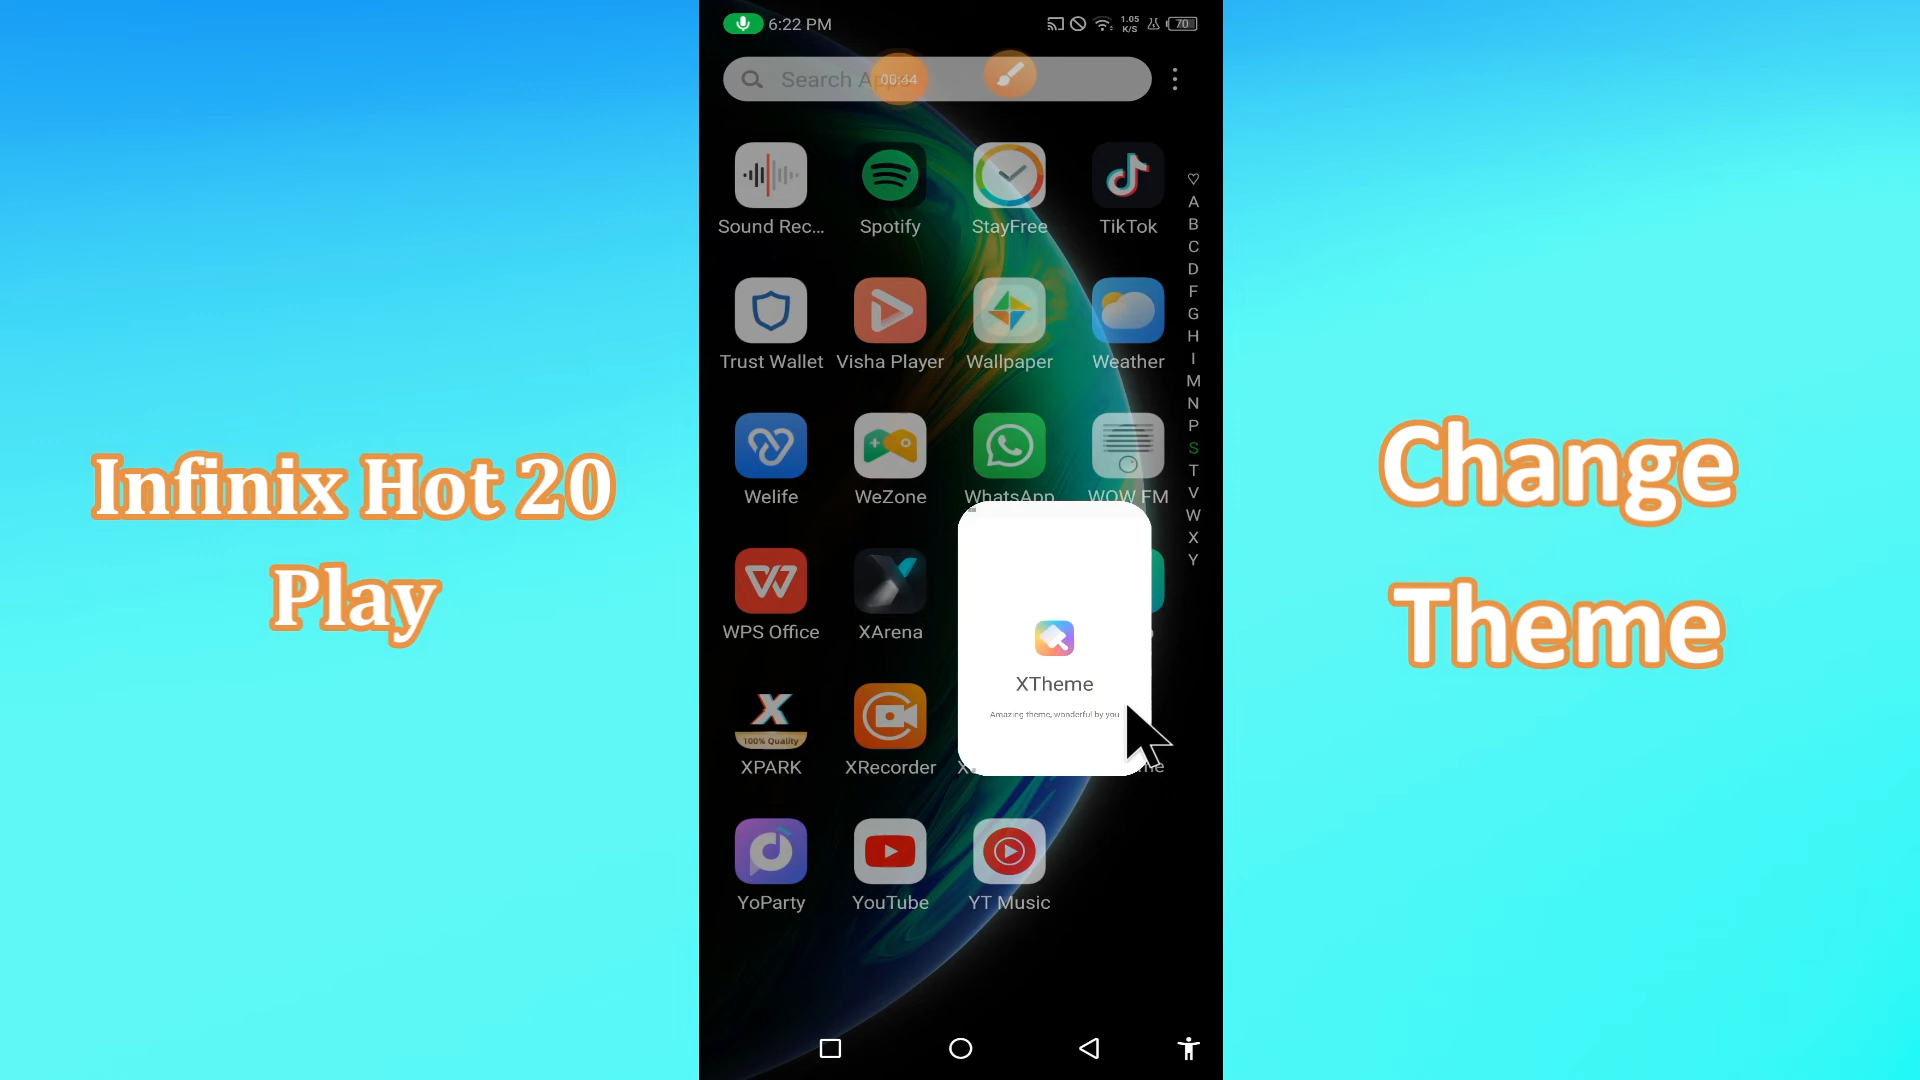 6:22 PM
1.05
K/S
70
Search
00:44
Sound Rec...
Spotify
StayFree
TikTok
Trust Wallet
Visha Player
Wallpaper
Weather
Welife
WeZone
WhatsApp
WOW FM
WPS Office
XArena
100% Quality
XPARK
XRecorder
XTheme
Amazing theme, wonderful by you
YoParty
YouTube
YT Music
♡
A
B
C
D
F
G
H
I
M
N
P
S
T
V
W
X
Y
Infinix Hot 20
Play
Change
Theme